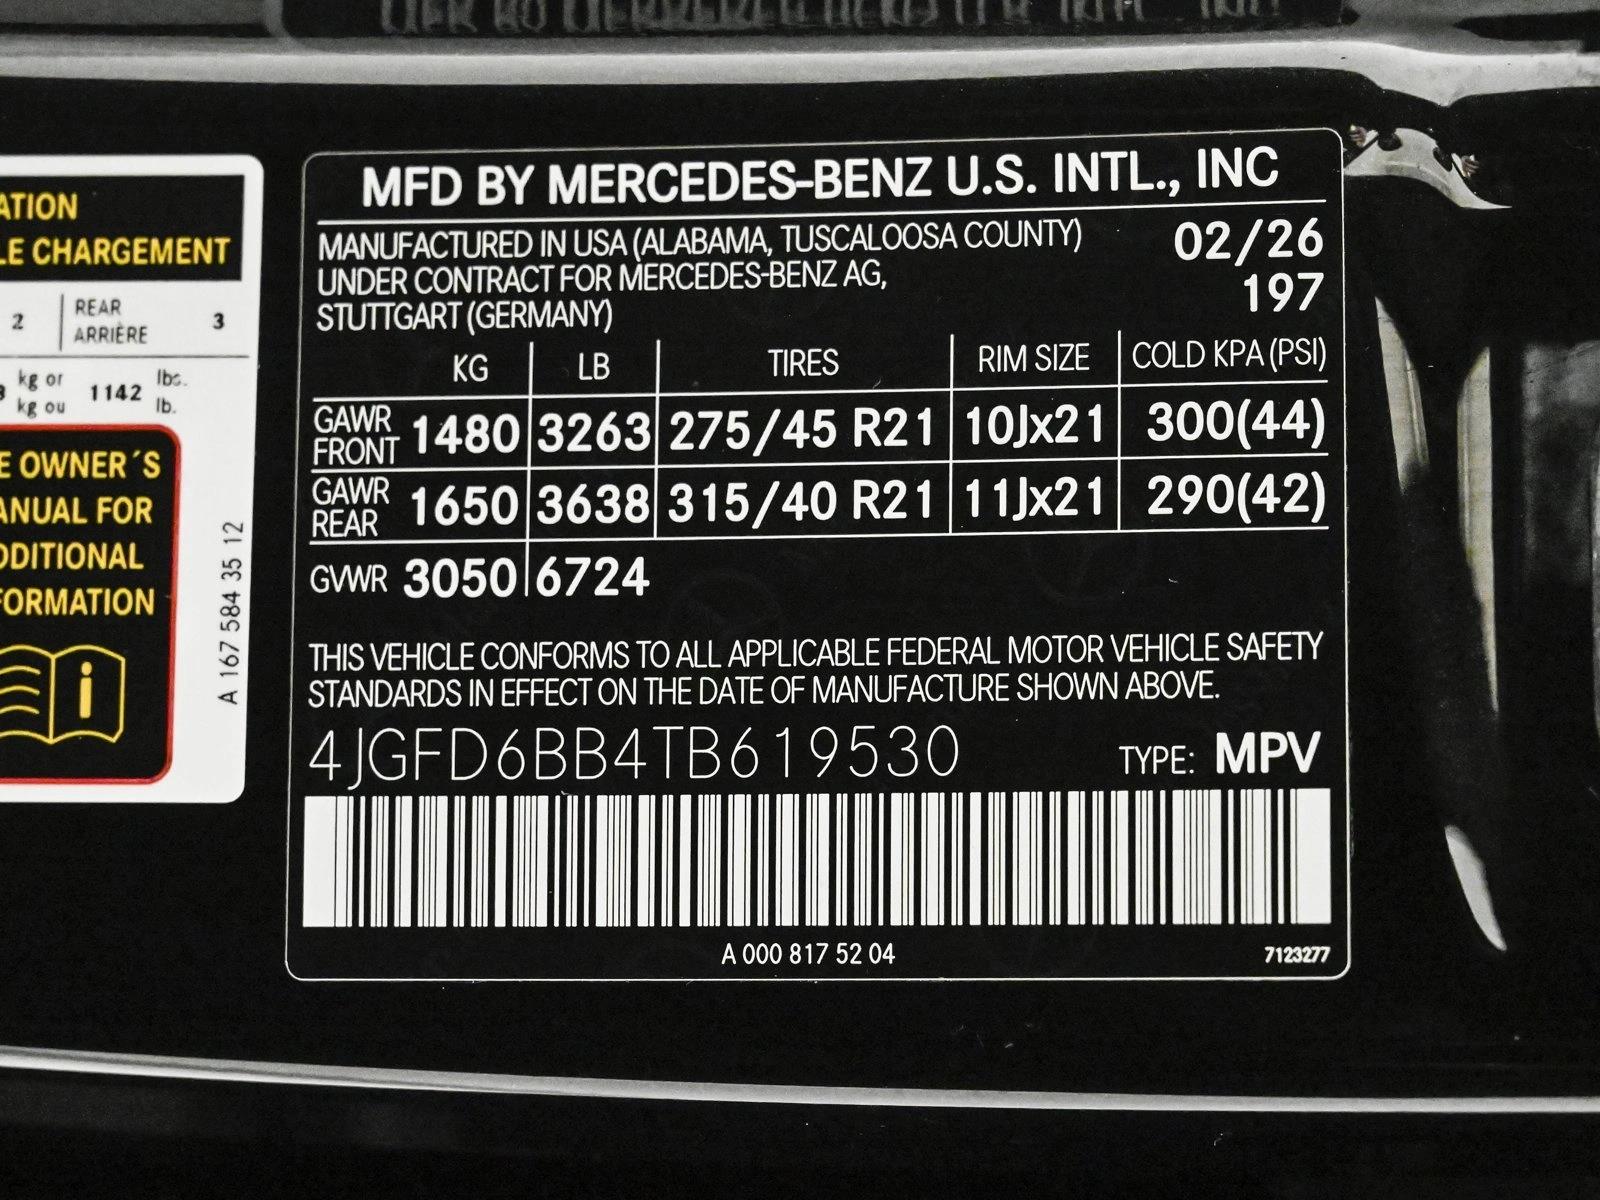 ATION
LE CHARGEMENT
2 REAR 3
ARRIÈRE
kg or 1142 lbs.
kg ou lb.
E OWNER´S
ANUAL FOR
DDITIONAL
FORMATION
i
A 167 584 35 12
MFD BY MERCEDES-BENZ U.S. INTL., INC
MANUFACTURED IN USA (ALABAMA, TUSCALOOSA COUNTY) 02/26
UNDER CONTRACT FOR MERCEDES-BENZ AG, 197
STUTTGART (GERMANY)
KG LB TIRES RIM SIZE COLD KPA (PSI)
GAWR FRONT 1480 3263 275/45 R21 10Jx21 300(44)
GAWR REAR 1650 3638 315/40 R21 11Jx21 290(42)
GVWR 3050 6724
THIS VEHICLE CONFORMS TO ALL APPLICABLE FEDERAL MOTOR VEHICLE SAFETY
STANDARDS IN EFFECT ON THE DATE OF MANUFACTURE SHOWN ABOVE.
4JGFD6BB4TB619530 TYPE: MPV
A 000 817 52 04 7123277